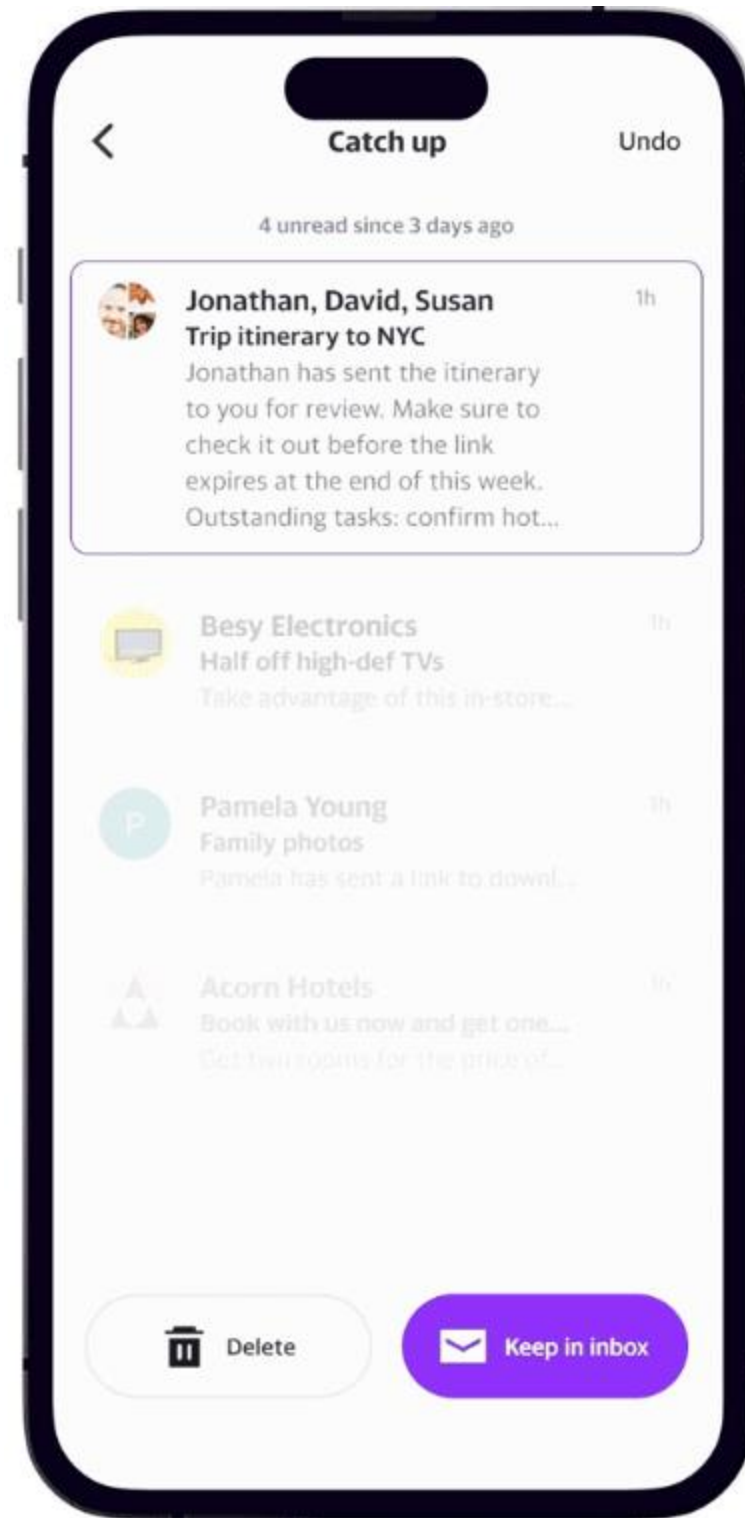 Catch up
Undo
4 unread since 3 days ago
Jonathan, David, Susan
1h
Trip itinerary to NYC
Jonathan has sent the itinerary
to you for review. Make sure to
check it out before the link
expires at the end of this week.
Outstanding tasks: confirm hot...
Besy Electronics
1h
Half off high-def TVs
Take advantage of this in-store...
P
Pamela Young
1h
Family photos
Pamela has sent a link to downl...
Acorn Hotels
1h
Book with us now and get one...
Get two rooms for the price of...
Delete
Keep in inbox